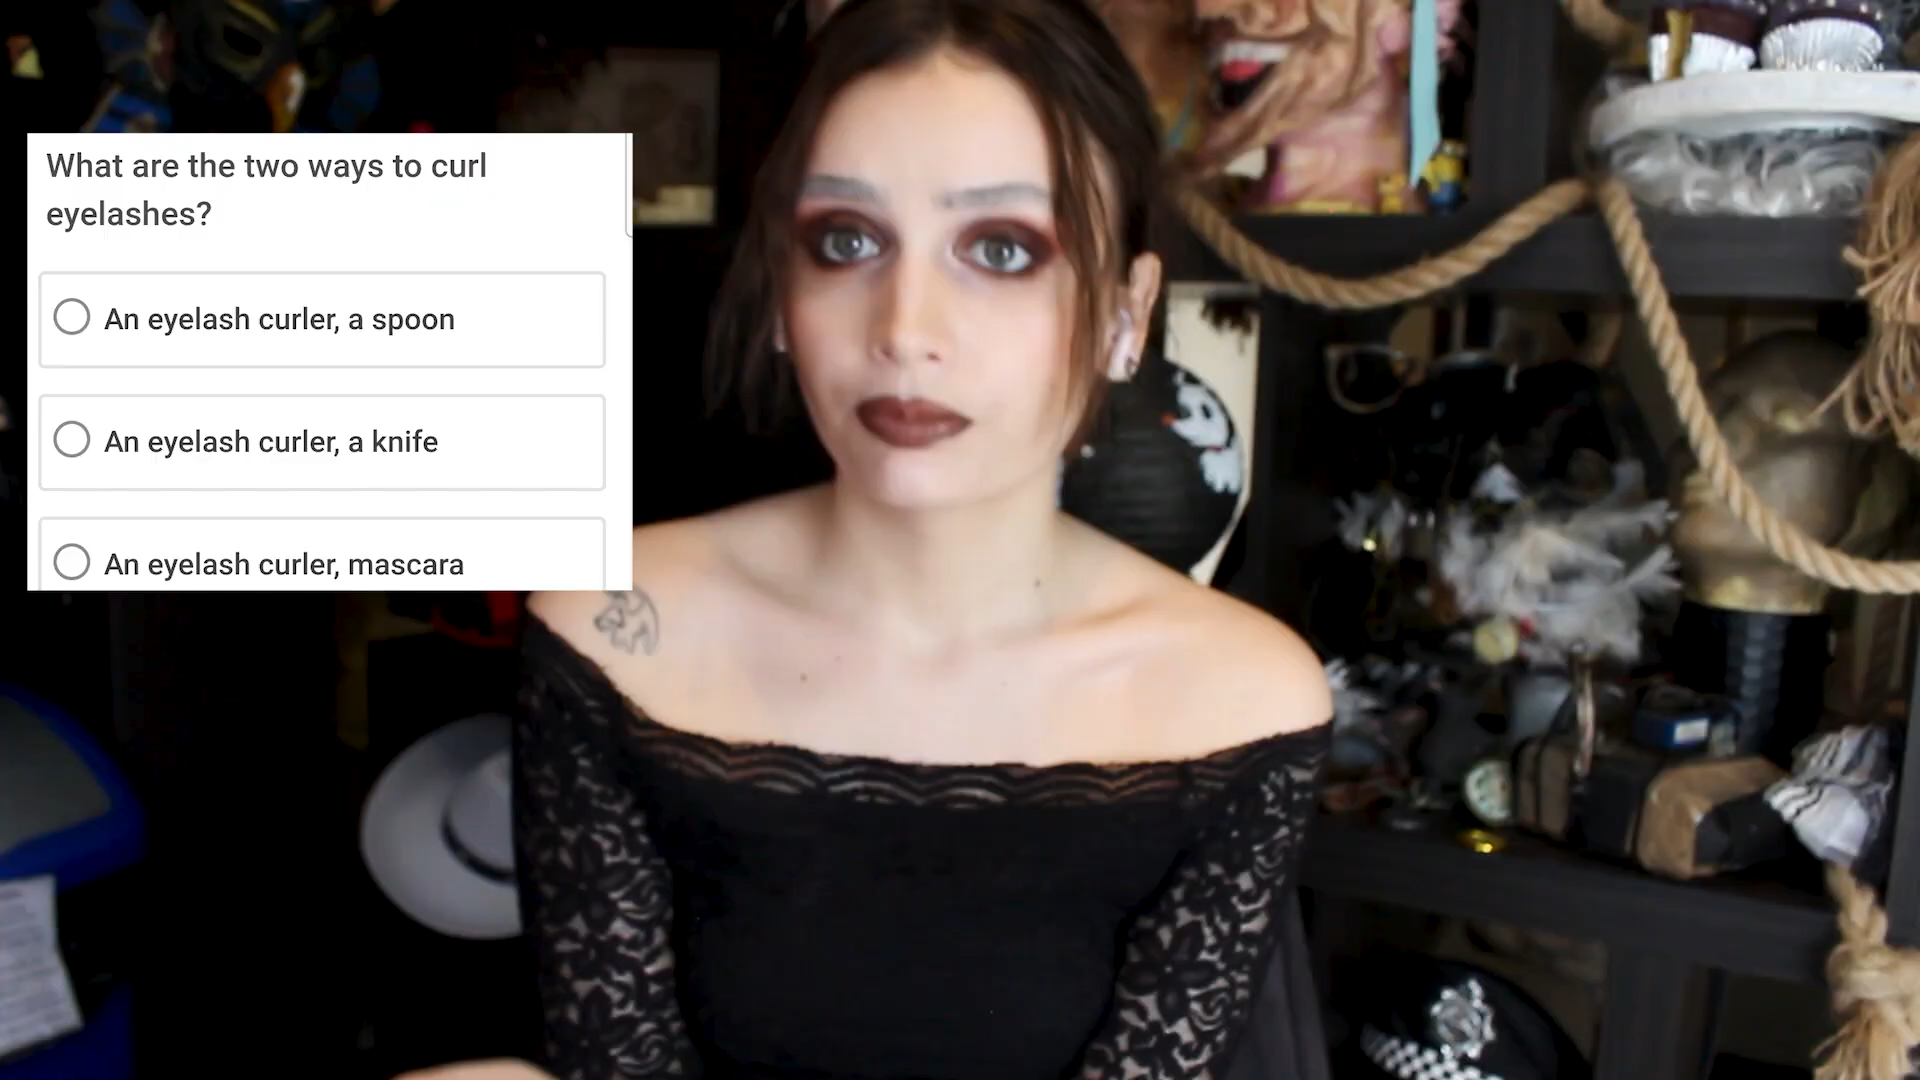 What are the two ways to curl
eyelashes?
An eyelash curler, a spoon
An eyelash curler, a knife
An eyelash curler, mascara